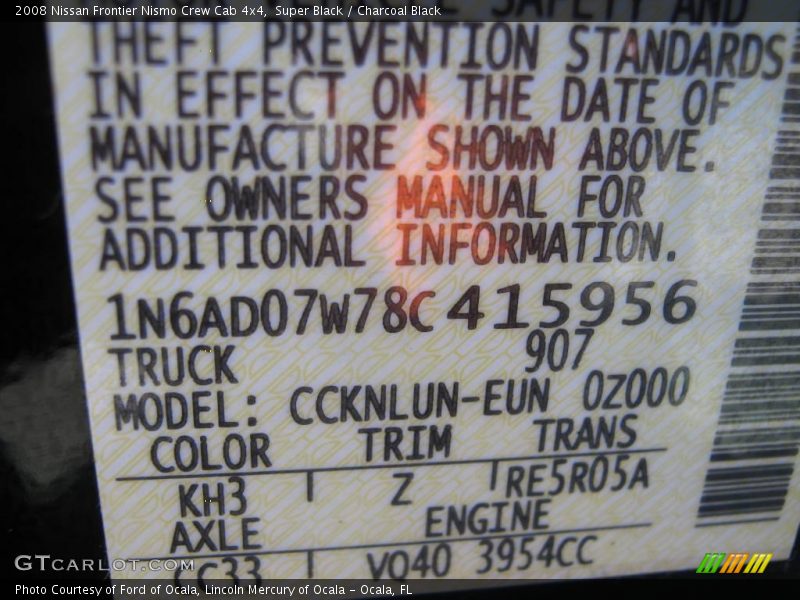 2008 Nissan Frontier Nismo Crew Cab 4x4, Super Black / Charcoal Black
SAFETY AND
THEFT PREVENTION STANDARDS
IN EFFECT ON THE DATE OF
MANUFACTURE SHOWN ABOVE.
SEE OWNERS MANUAL FOR
ADDITIONAL INFORMATION.
1N6AD07W78C415956
TRUCK 907
MODEL: CCKNLUN-EUN 0Z000
COLOR TRIM TRANS
KH3 Z RE5R05A
AXLE ENGINE
CC33 VQ40 3954CC
GTCARLOT.COM
Photo Courtesy of Ford of Ocala, Lincoln Mercury of Ocala - Ocala, FL